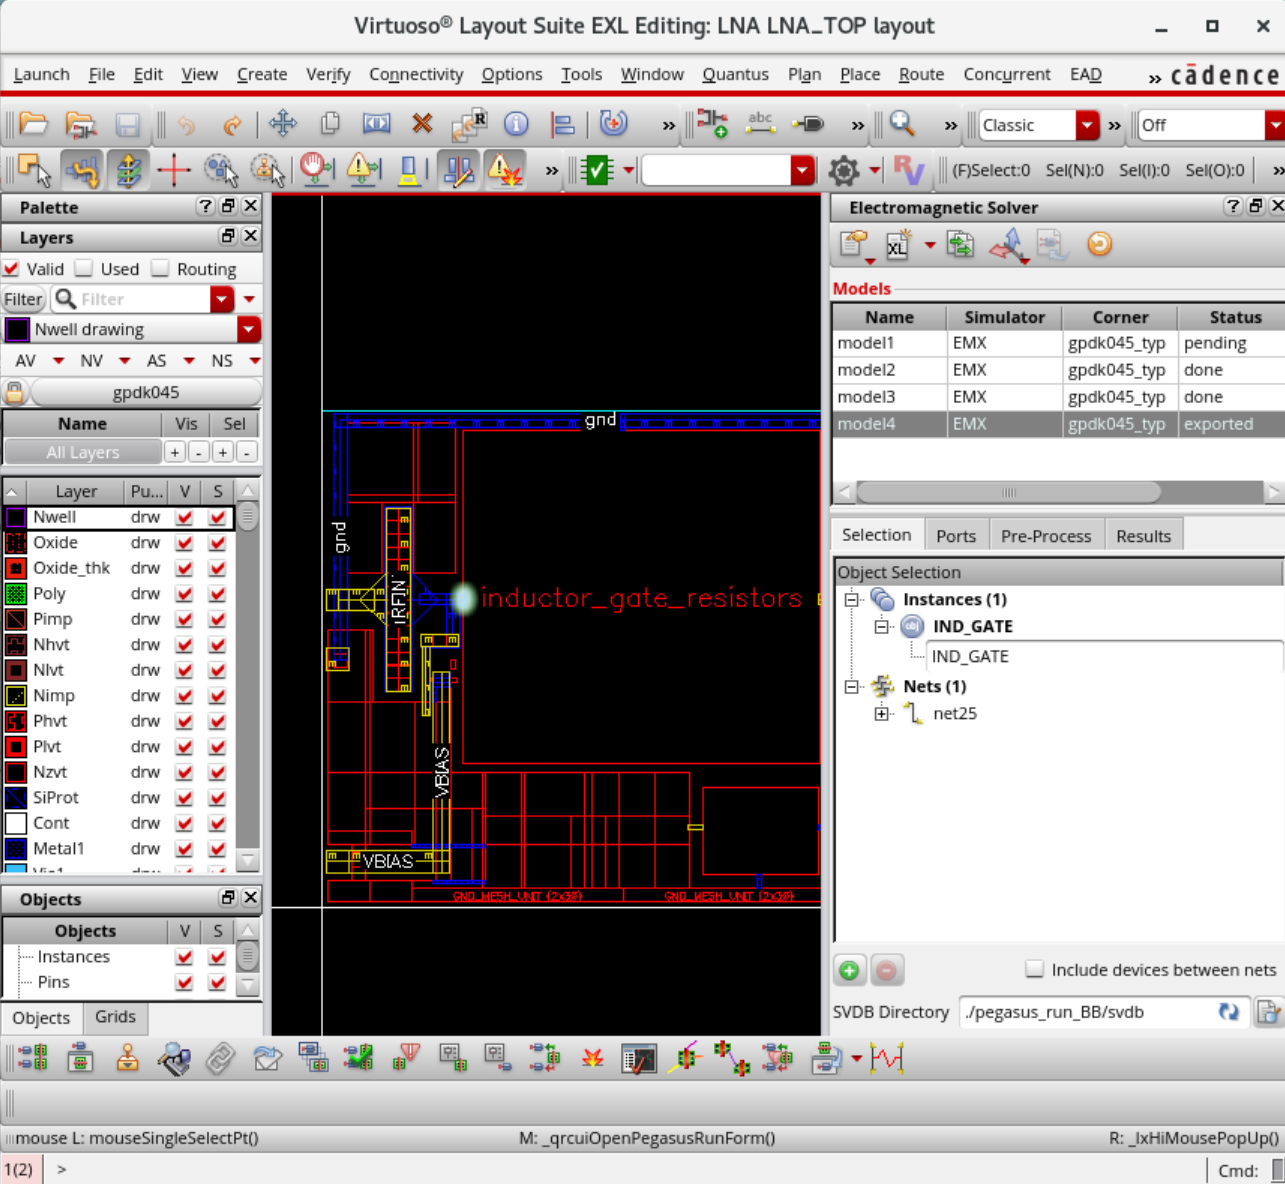 Virtuoso® Layout Suite EXL Editing: LNA LNA_TOP layout
Launch File Edit View Create Verify Connectivity Options Tools Window Quantus Plan Place Route Concurrent EAD » cādence
R abc » » » Classic » Off
» XL RV (F)Select:0 Sel(N):0 Sel(I):0 Sel(O):0 »
Palette
Layers
Valid Used Routing
Filter Filter
Nwell drawing
AV NV AS NS
gpdk045
Name Vis Sel
All Layers + - + -
Layer Pu... V S
Nwell drw
Oxide drw
Oxide_thk drw
Poly drw
Pimp drw
Nhvt drw
Nlvt drw
Nimp drw
Phvt drw
Plvt drw
Nzvt drw
SiProt drw
Cont drw
Metal1 drw
Objects
Objects V S
Instances
Pins
Objects Grids
gnd
gnd
IRFIN
inductor_gate_resistors
VBIAS
VBIAS
GND_MESH_UNIT (2x30) GND_MESH_UNIT (2x30)
Electromagnetic Solver
XL
Models
Name Simulator Corner Status
model1 EMX gpdk045_typ pending
model2 EMX gpdk045_typ done
model3 EMX gpdk045_typ done
model4 EMX gpdk045_typ exported
Selection Ports Pre-Process Results
Object Selection
Instances (1)
obj IND_GATE
IND_GATE
Nets (1)
net25
Include devices between nets
SVDB Directory ./pegasus_run_BB/svdb
mouse L: mouseSingleSelectPt() M: _qrcuiOpenPegasusRunForm() R: _lxHiMousePopUp()
1(2) > Cmd: